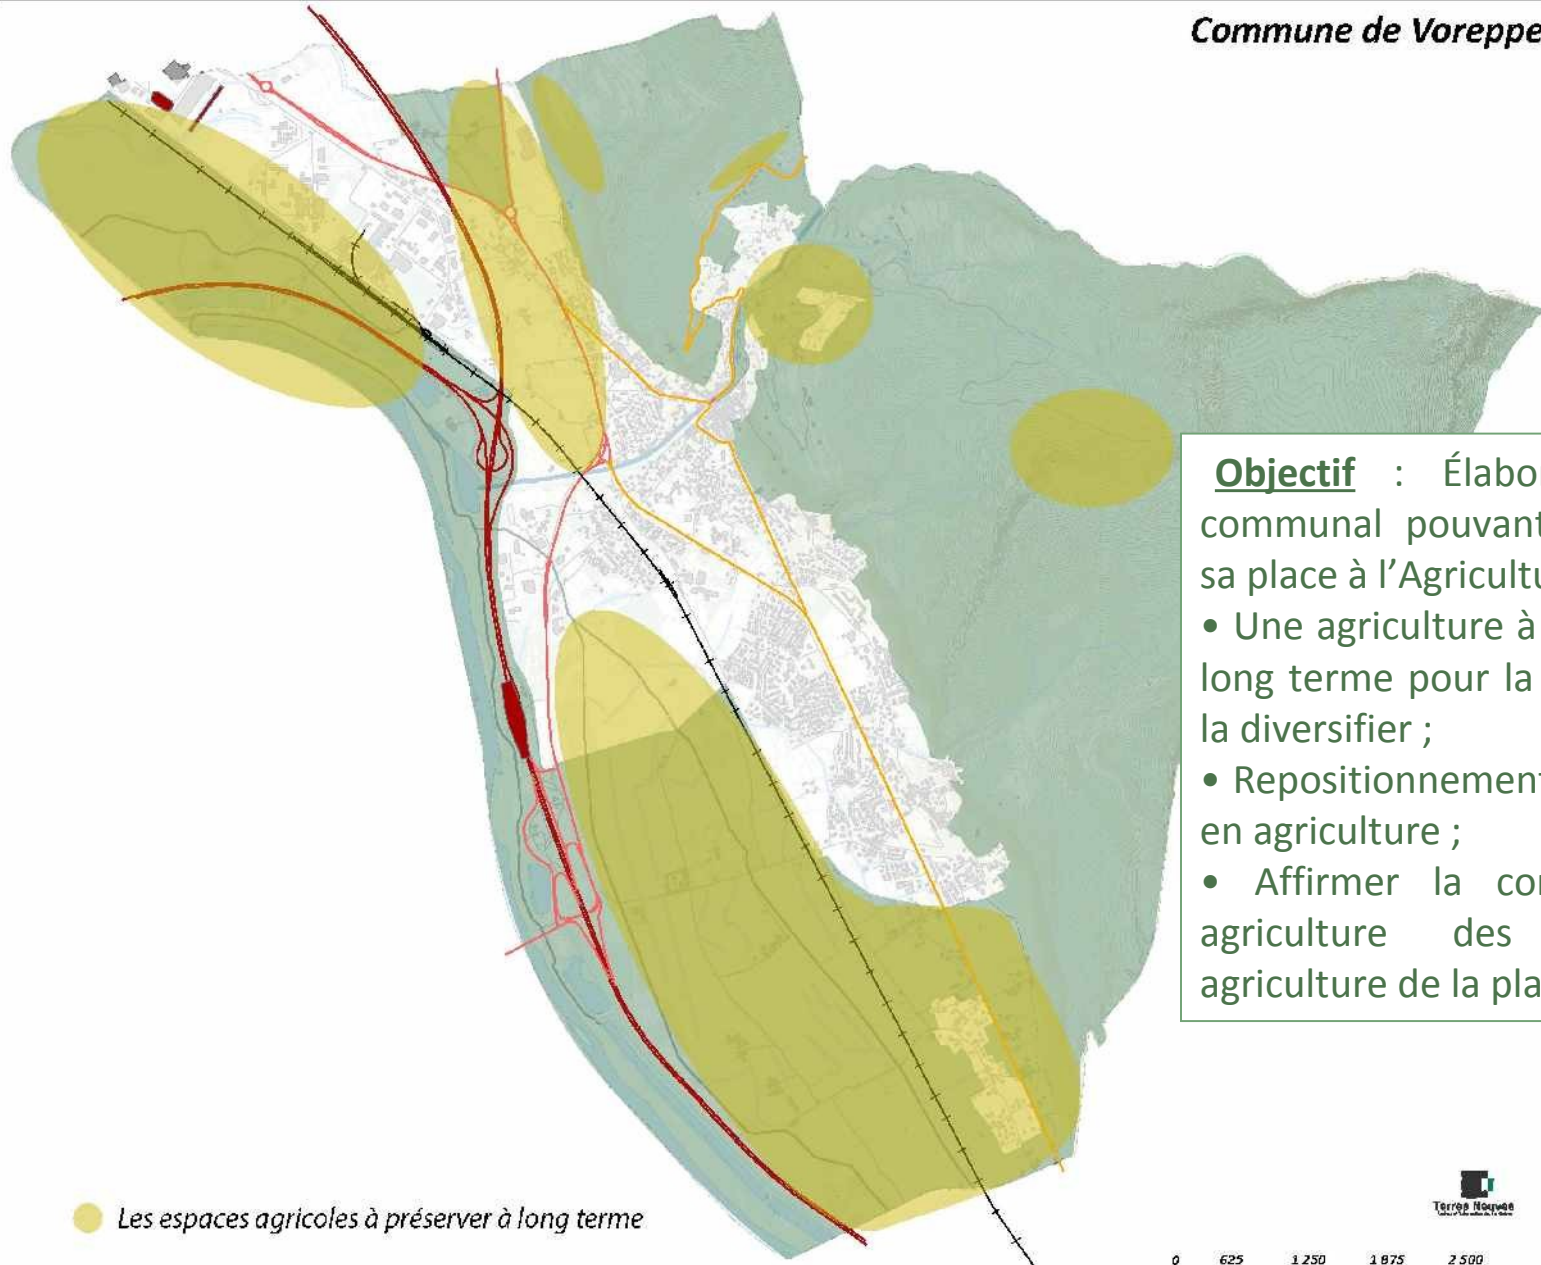 Commune de Voreppe
Objectif : Élabo
communal pouvant
sa place à l’Agricultu
• Une agriculture à
long terme pour la
la diversifier ;
• Repositionnement
en agriculture ;
• Affirmer la co
agriculture des
agriculture de la pla
Terres Neuves
Les espaces agricoles à préserver à long terme
0 625 1 250 1 875 2 500